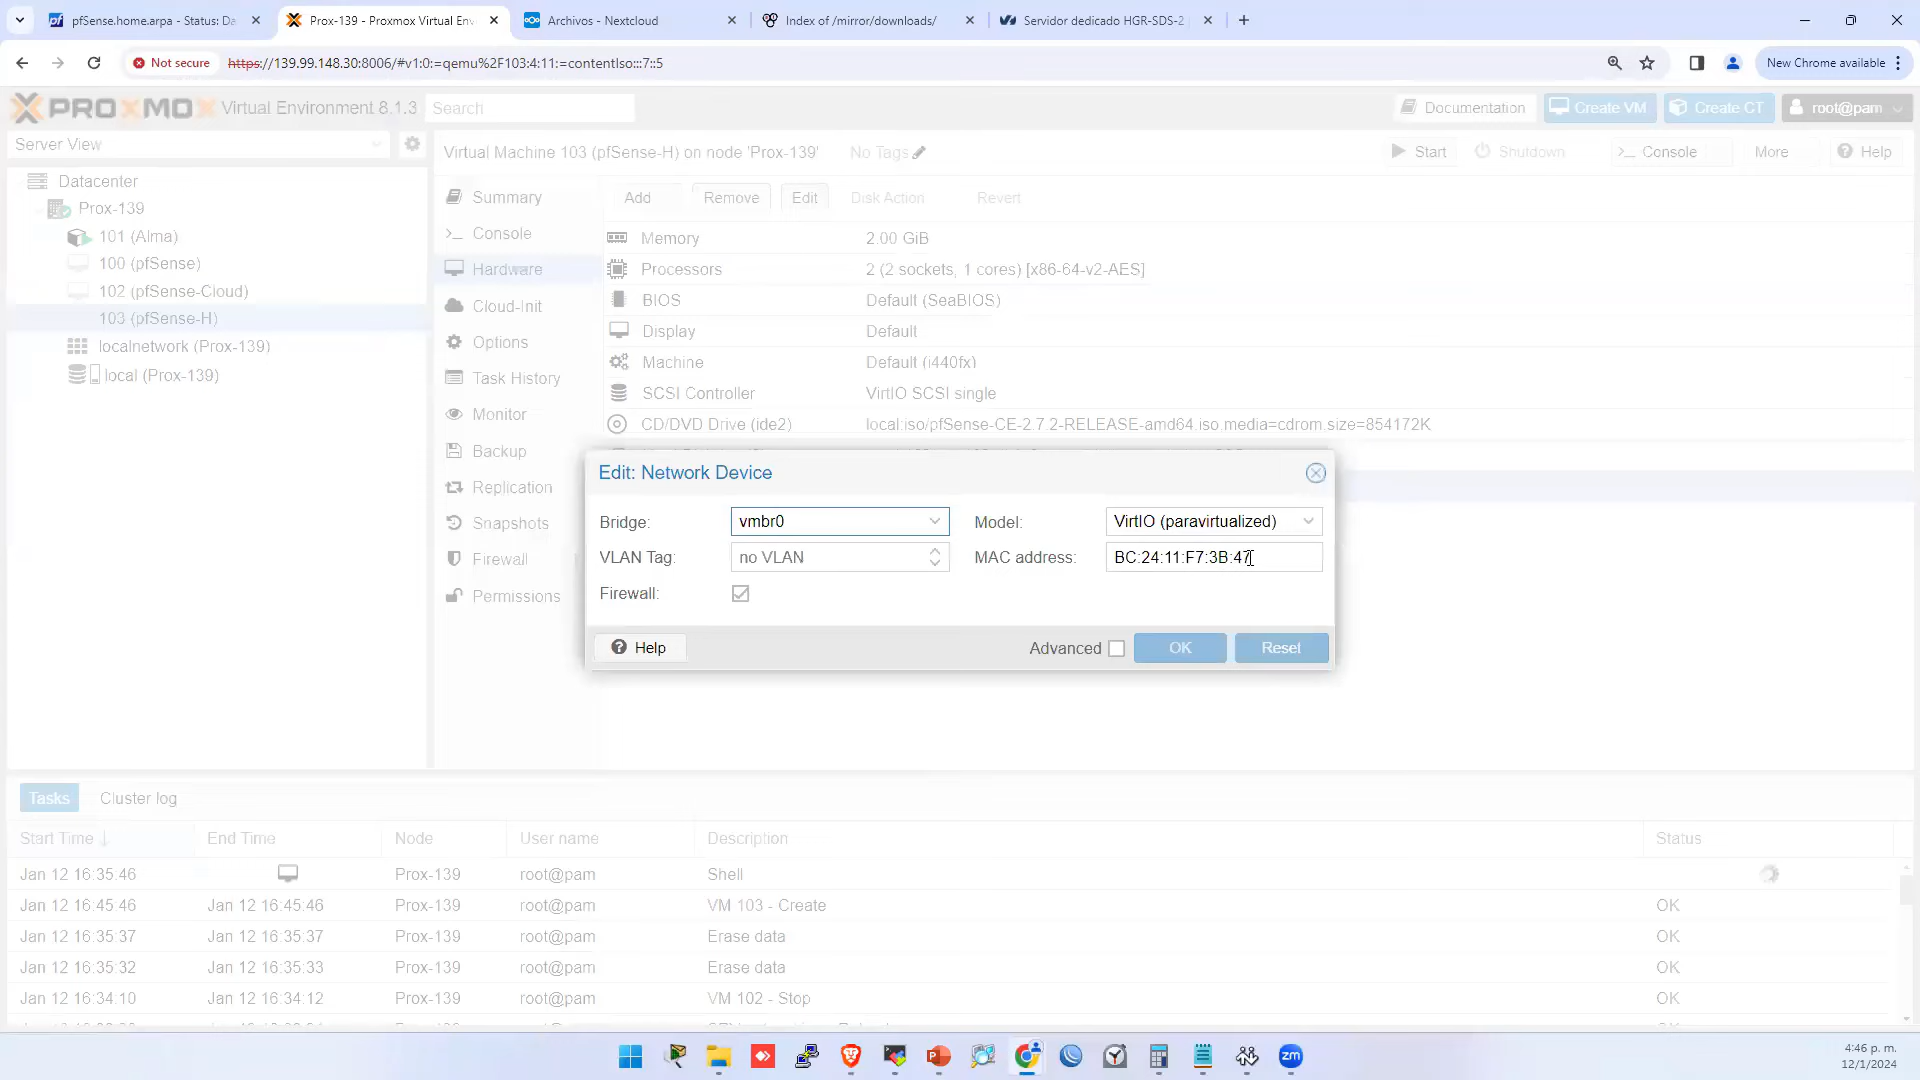 pfSense.home.arpa - Status: Da
Prox-139 - Proxmox Virtual Env
Archivos - Nextcloud
Index of /mirror/downloads/
Servidor dedicado HGR-SDS-2
Not secure
https://139.99.148.30:8006/#v1:0:=qemu%2F103:4:11:=contentIso:::7::5
New Chrome available
PROXMOX Virtual Environment 8.1.3
Search
Documentation
Create VM
Create CT
root@pam
Server View
Virtual Machine 103 (pfSense-H) on node 'Prox-139'
No Tags
Start
Shutdown
Console
More
Help
Datacenter
Prox-139
101 (Alma)
100 (pfSense)
102 (pfSense-Cloud)
103 (pfSense-H)
localnetwork (Prox-139)
local (Prox-139)
Summary
Console
Hardware
Cloud-Init
Options
Task History
Monitor
Backup
Replication
Snapshots
Firewall
Permissions
Add
Remove
Edit
Disk Action
Revert
Memory 2.00 GiB
Processors 2 (2 sockets, 1 cores) [x86-64-v2-AES]
BIOS Default (SeaBIOS)
Display Default
Machine Default (i440fx)
SCSI Controller VirtIO SCSI single
CD/DVD Drive (ide2) local:iso/pfSense-CE-2.7.2-RELEASE-amd64.iso,media=cdrom,size=854172K
Edit: Network Device
Bridge: vmbr0
Model: VirtIO (paravirtualized)
VLAN Tag: no VLAN
MAC address: BC:24:11:F7:3B:47
Firewall:
Help
Advanced
OK
Reset
Tasks
Cluster log
Start Time End Time Node User name Description Status
Jan 12 16:35:46 Prox-139 root@pam Shell
Jan 12 16:45:46 Jan 12 16:45:46 Prox-139 root@pam VM 103 - Create OK
Jan 12 16:35:37 Jan 12 16:35:37 Prox-139 root@pam Erase data OK
Jan 12 16:35:32 Jan 12 16:35:33 Prox-139 root@pam Erase data OK
Jan 12 16:34:10 Jan 12 16:34:12 Prox-139 root@pam VM 102 - Stop OK
zm
4:46 p. m.
12/1/2024